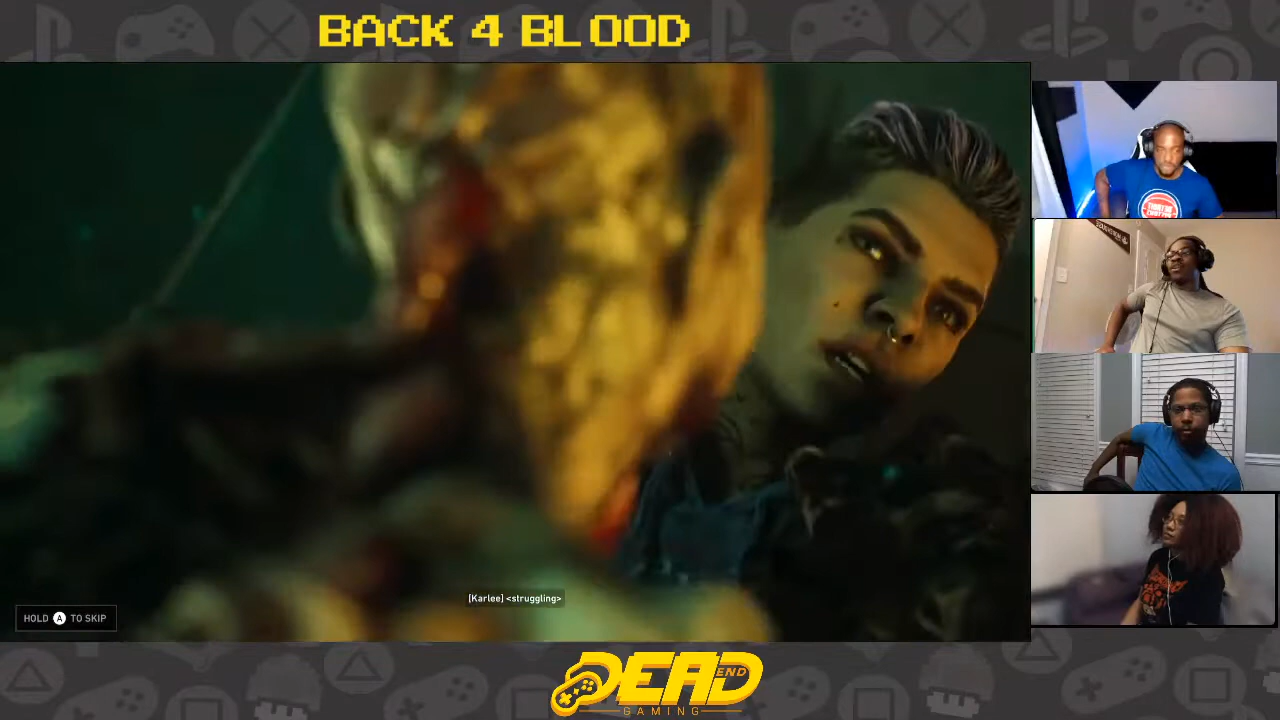 BACK 4 BLOOD
[Karlee] <struggling>
HOLD A TO SKIP
DEAD
END
GAMING